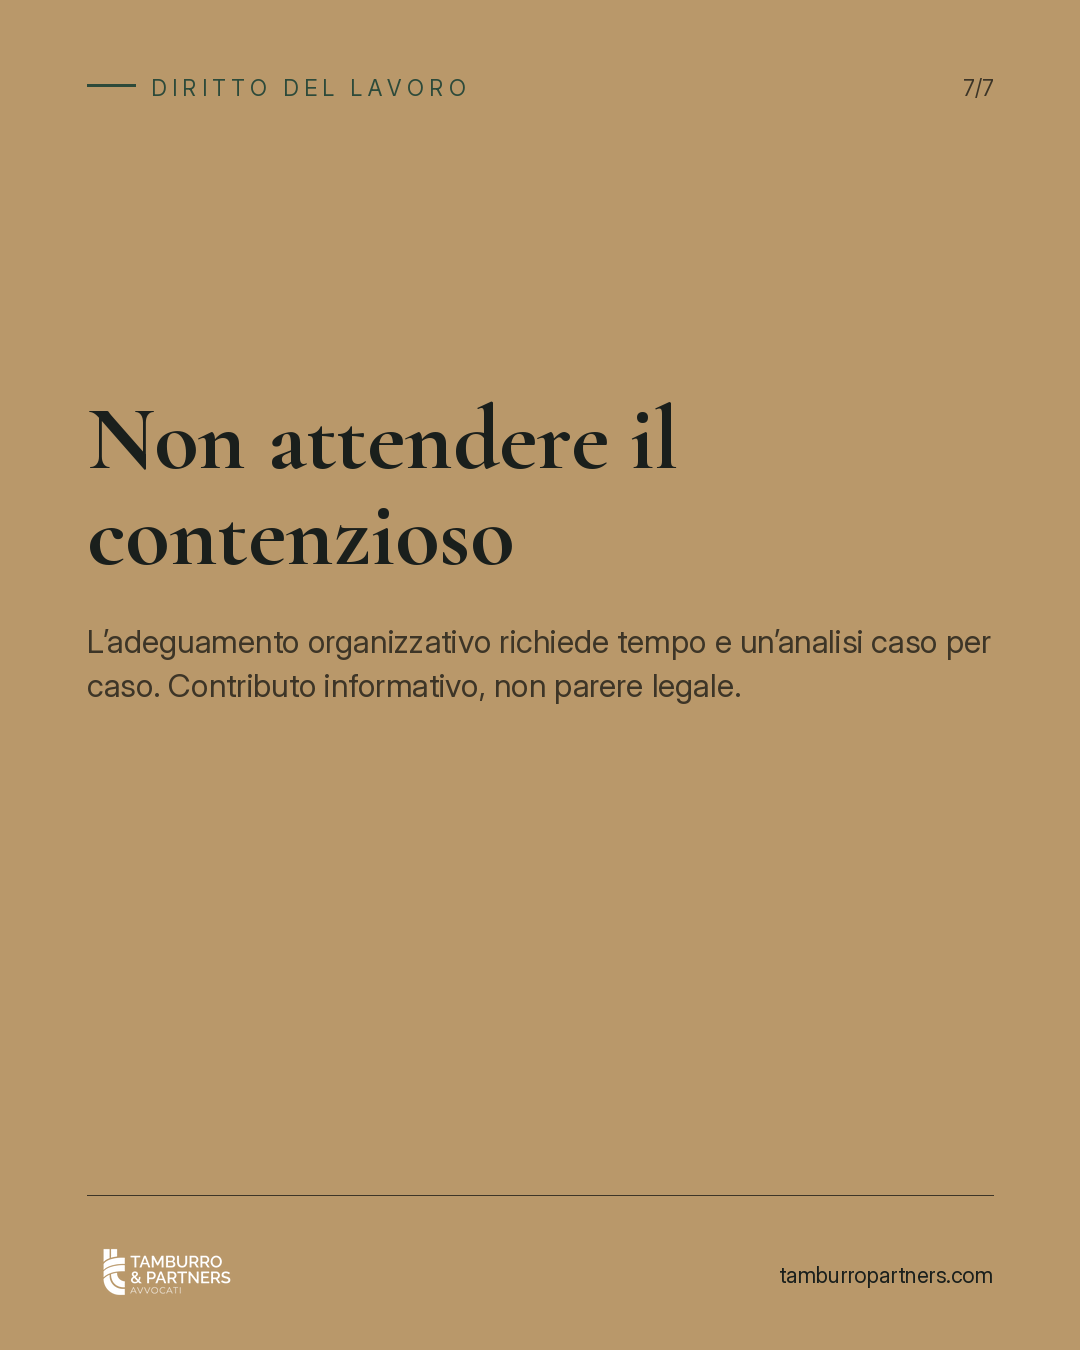 DIRITTO DEL LAVORO
7/7
Non attendere il
contenzioso
L’adeguamento organizzativo richiede tempo e un’analisi caso per
caso. Contributo informativo, non parere legale.
TAMBURRO
& PARTNERS
AVVOCATI
tamburropartners.com